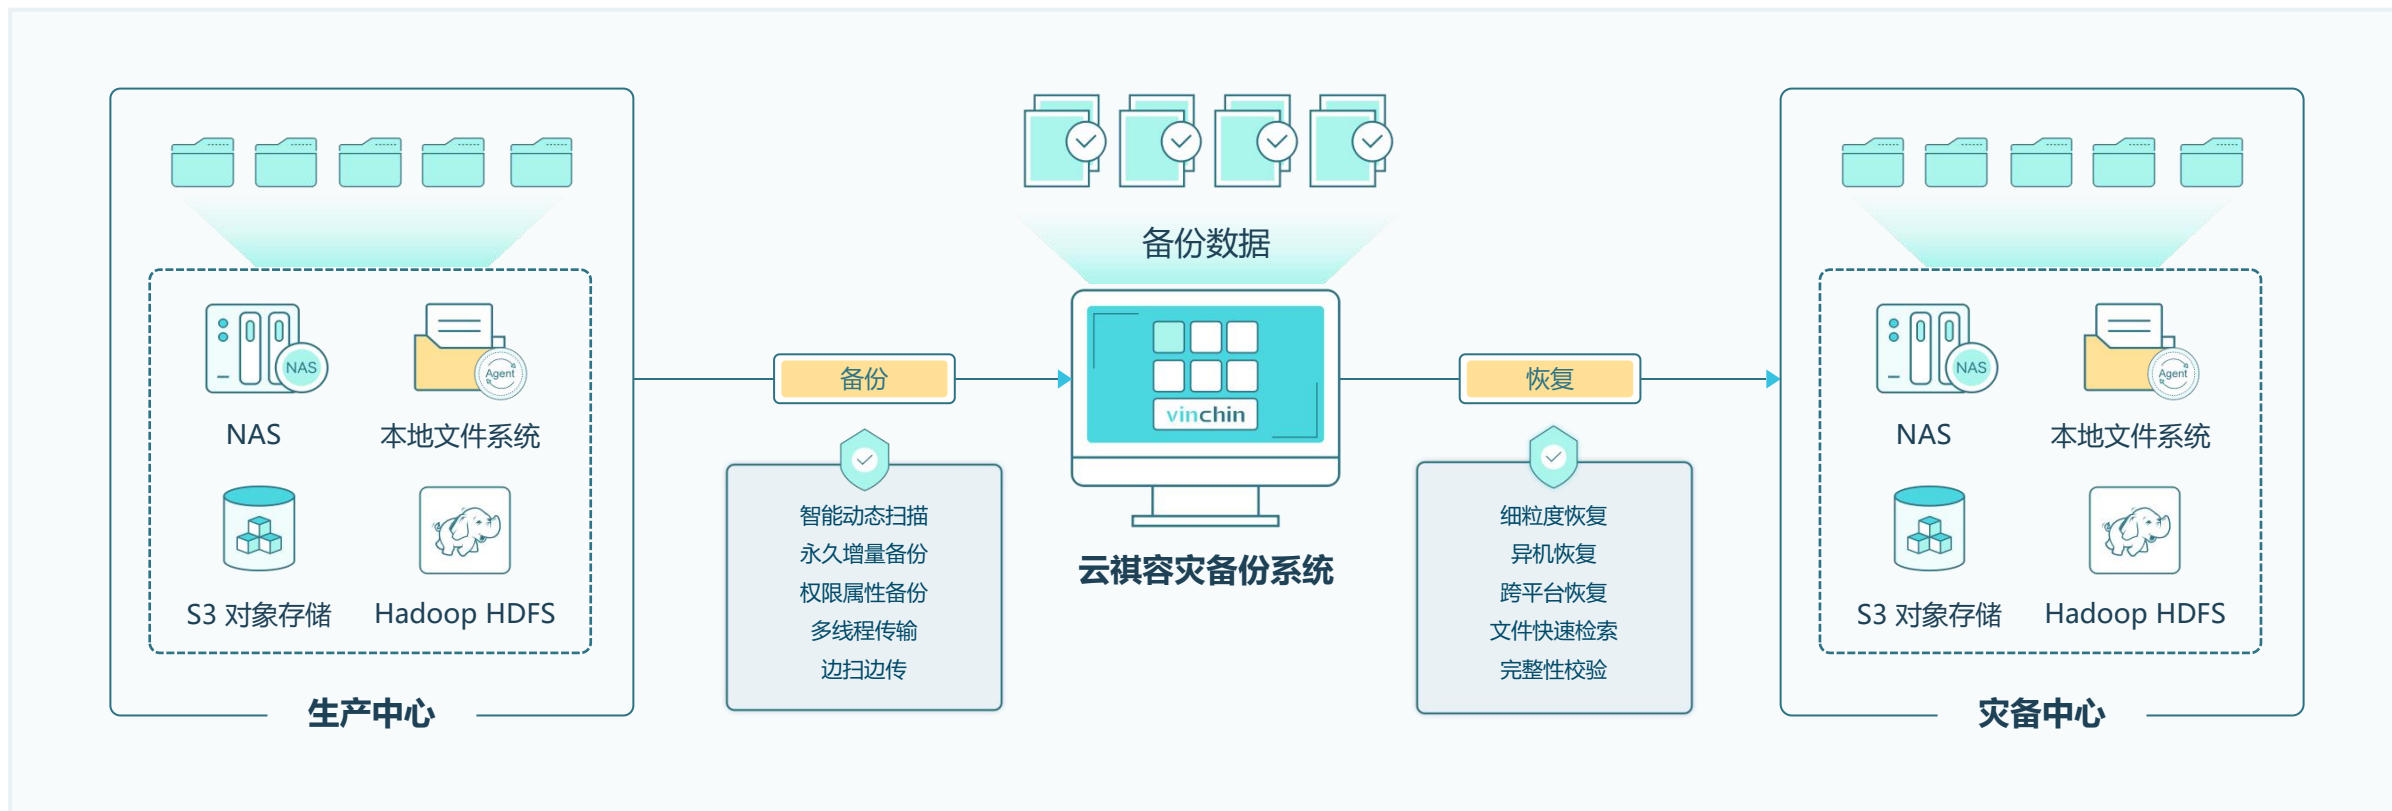 NAS
Agent
NAS
本地文件系统
S3 对象存储
Hadoop HDFS
生产中心
备份
智能动态扫描
永久增量备份
权限属性备份
多线程传输
边扫边传
备份数据
vinchin
云祺容灾备份系统
恢复
细粒度恢复
异机恢复
跨平台恢复
文件快速检索
完整性校验
NAS
Agent
NAS
本地文件系统
S3 对象存储
Hadoop HDFS
灾备中心